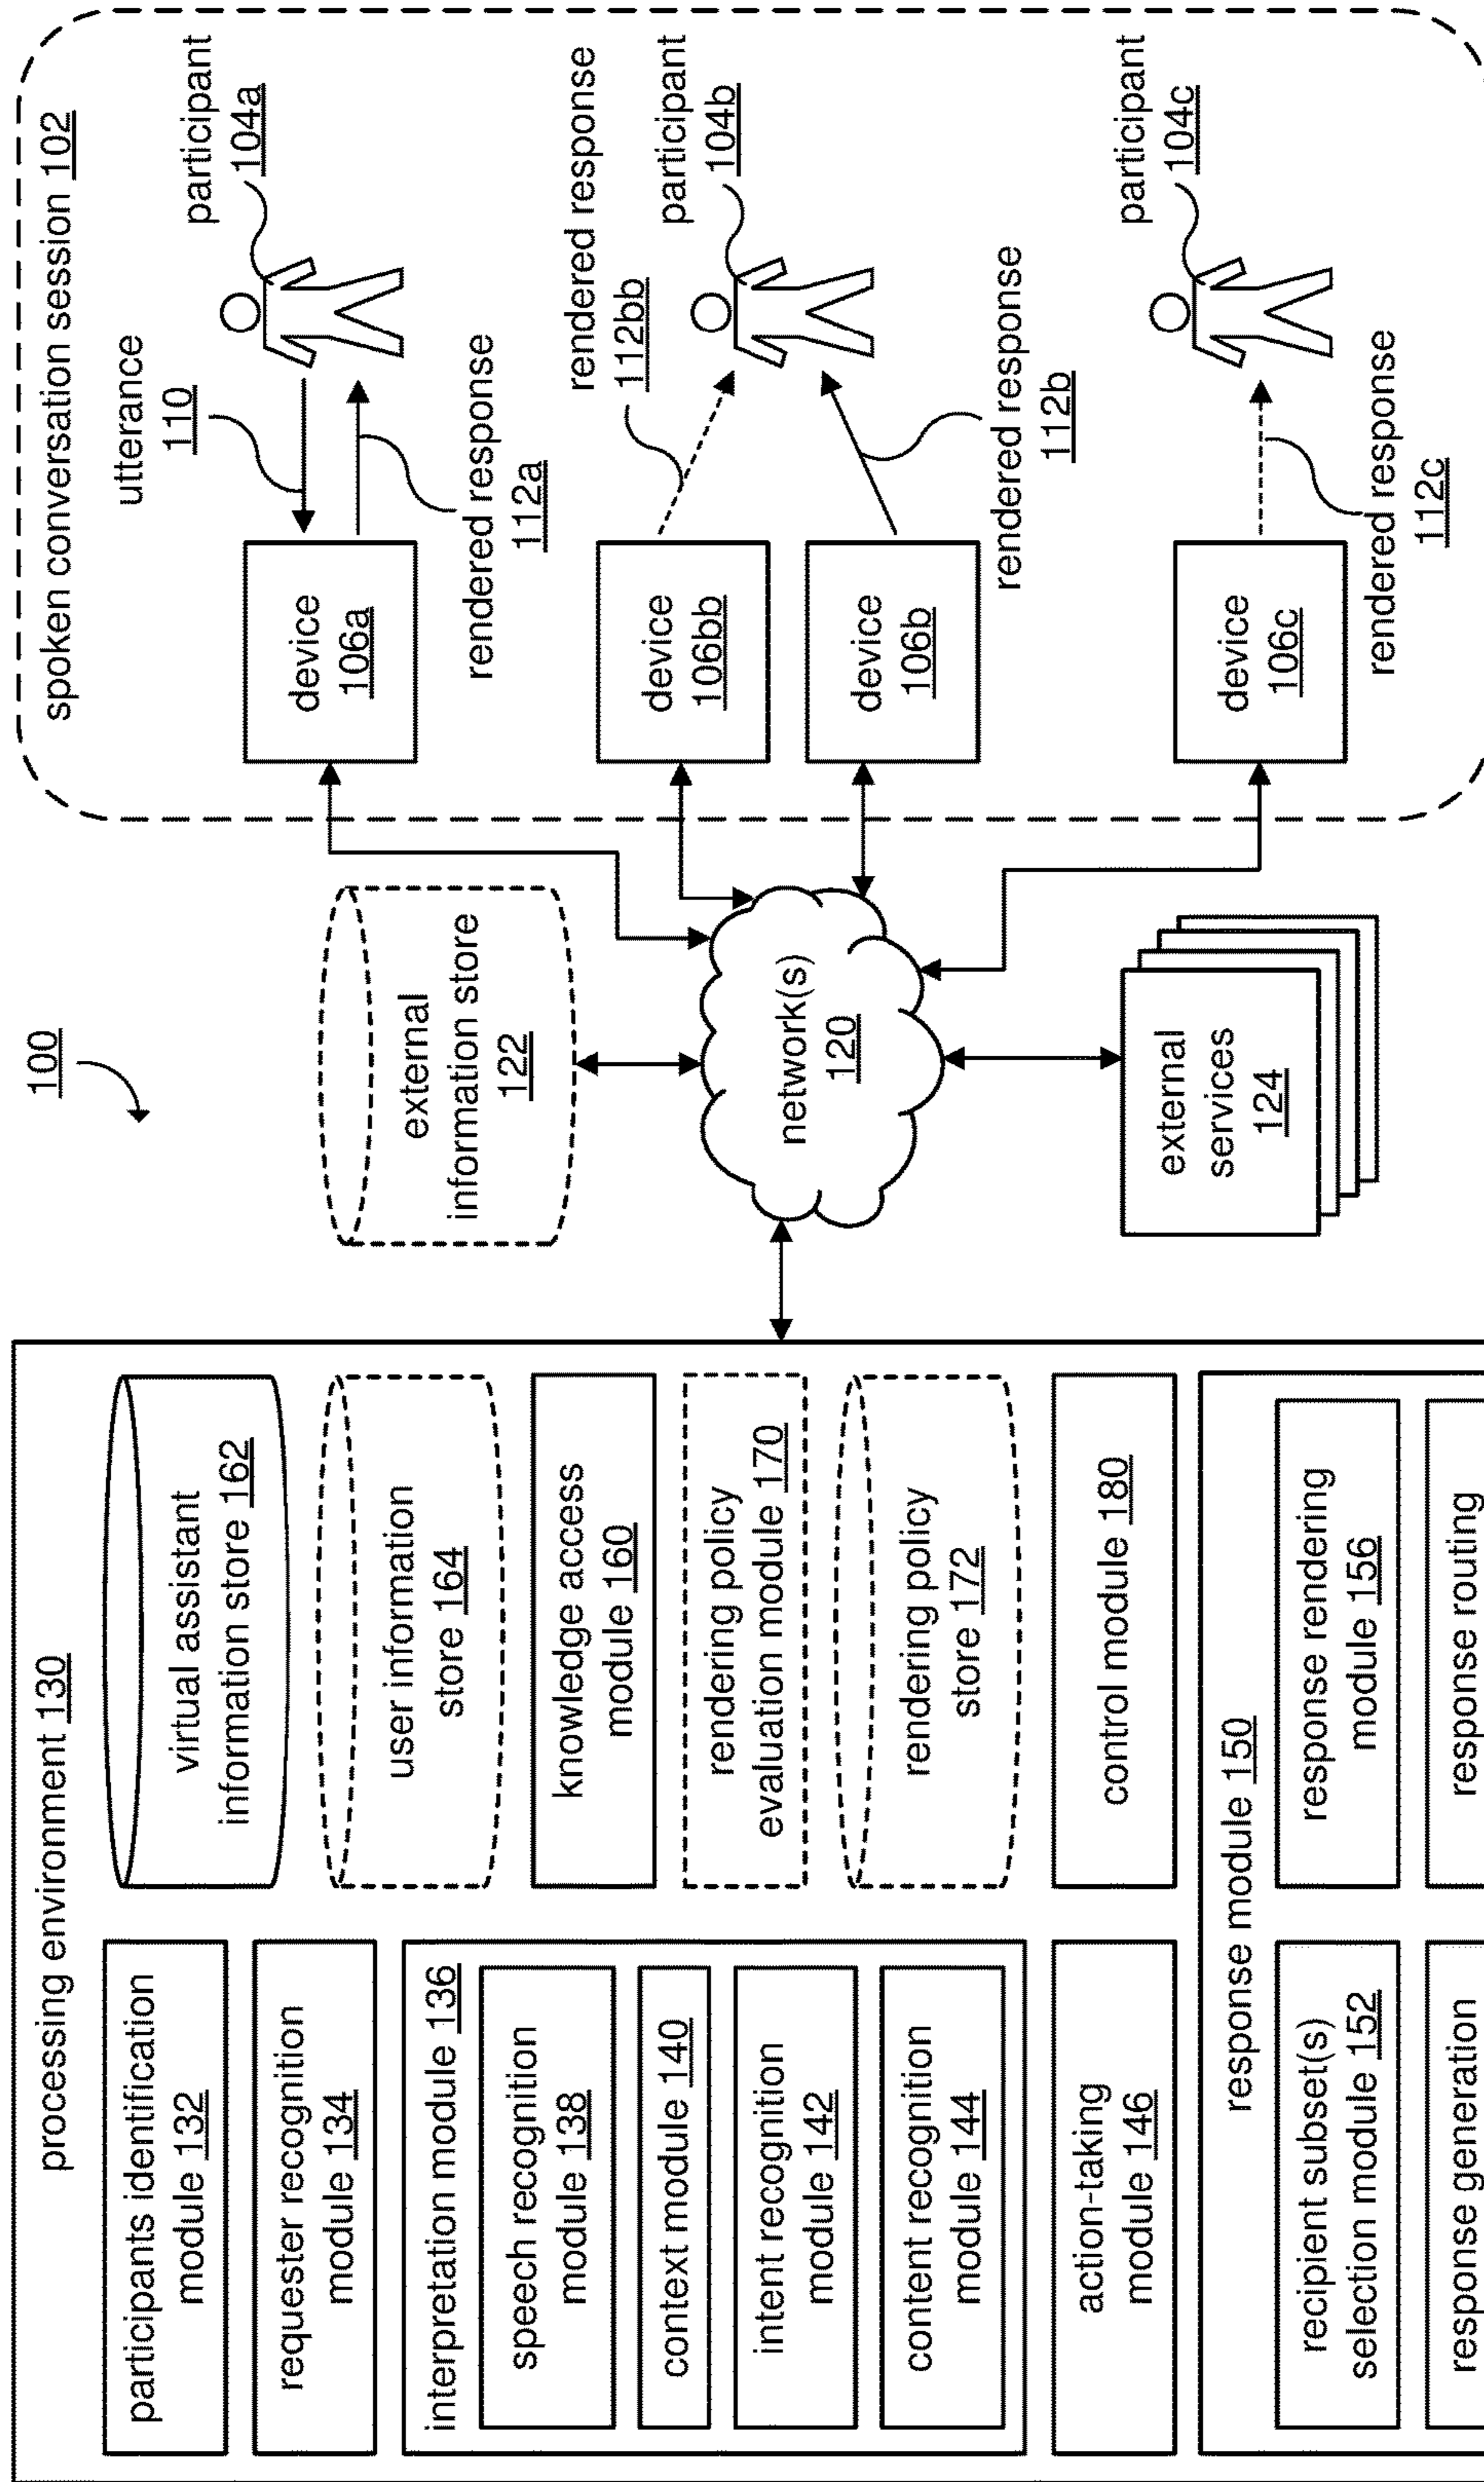 100
processing environment 130
participants identification
module 132
requester recognition
module 134
interpretation module 136
speech recognition
module 138
context module 140
intent recognition
module 142
content recognition
module 144
action-taking
module 146
virtual assistant
information store 162
user information
store 164
knowledge access
module 160
rendering policy
evaluation module 170
rendering policy
store 172
control module 180
response module 150
recipient subset(s)
selection module 152
response rendering
module 156
response generation
response routing
external
information store
122
network(s)
120
external
services
124
spoken conversation session 102
device
106a
utterance
110
rendered response
112a
participant
104a
device
106bb
rendered response
112bb
participant
104b
device
106b
rendered response
112b
device
106c
participant
104c
rendered response
112c